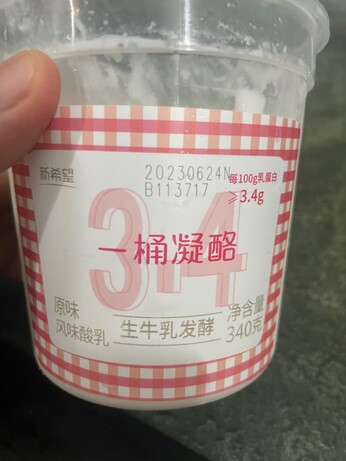 新希望
20230624N
B113717
每100g乳蛋白
≥3.4g
3.4
一桶凝酪
原味
风味酸乳
生牛乳发酵
净含量
340克